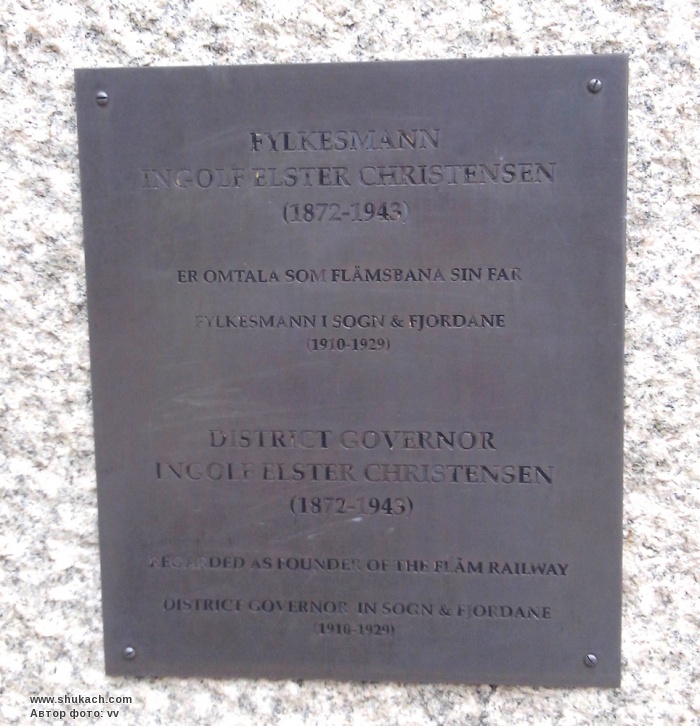 FYLKESMANN
INGOLF ELSTER CHRISTENSEN
(1872-1943)
ER OMTALA SOM FLÅMSBANA SIN FAR
FYLKESMANN I SOGN & FJORDANE
(1910-1929)
DISTRICT GOVERNOR
INGOLF ELSTER CHRISTENSEN
(1872-1943)
REGARDED AS FOUNDER OF THE FLÅM RAILWAY
DISTRICT GOVERNOR IN SOGN & FJORDANE
(1910-1929)
www.shukach.com
Автор фото: vv